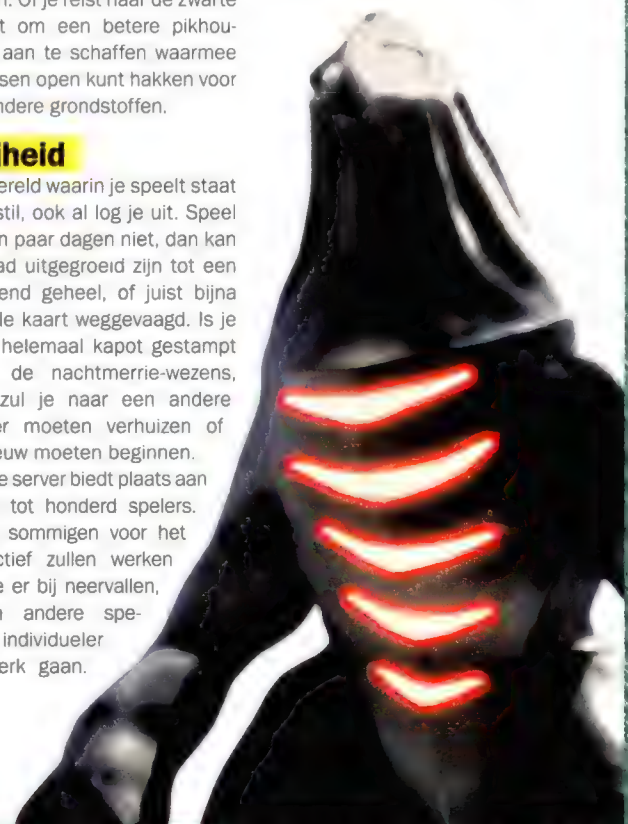 n. Of je reist naar de zwarte
t om een betere pikhou-
aan te schaffen waarmee
sen open kunt hakken voor
ndere grondstoffen.
heid
ereld waarin je speelt staat
stil, ook al log je uit. Speel
n paar dagen niet, dan kan
ad uitgegroeid zijn tot een
end geheel, of juist bijna
le kaart weggevaagd. Is je
helemaal kapot gestampt
de nachtmerrie-wezens,
zul je naar een andere
er moeten verhuizen of
euw moeten beginnen.
e server biedt plaats aan
tot honderd spelers.
sommigen voor het
ctief zullen werken
e er bij neervallen,
n andere spe-
individueler
erk gaan.